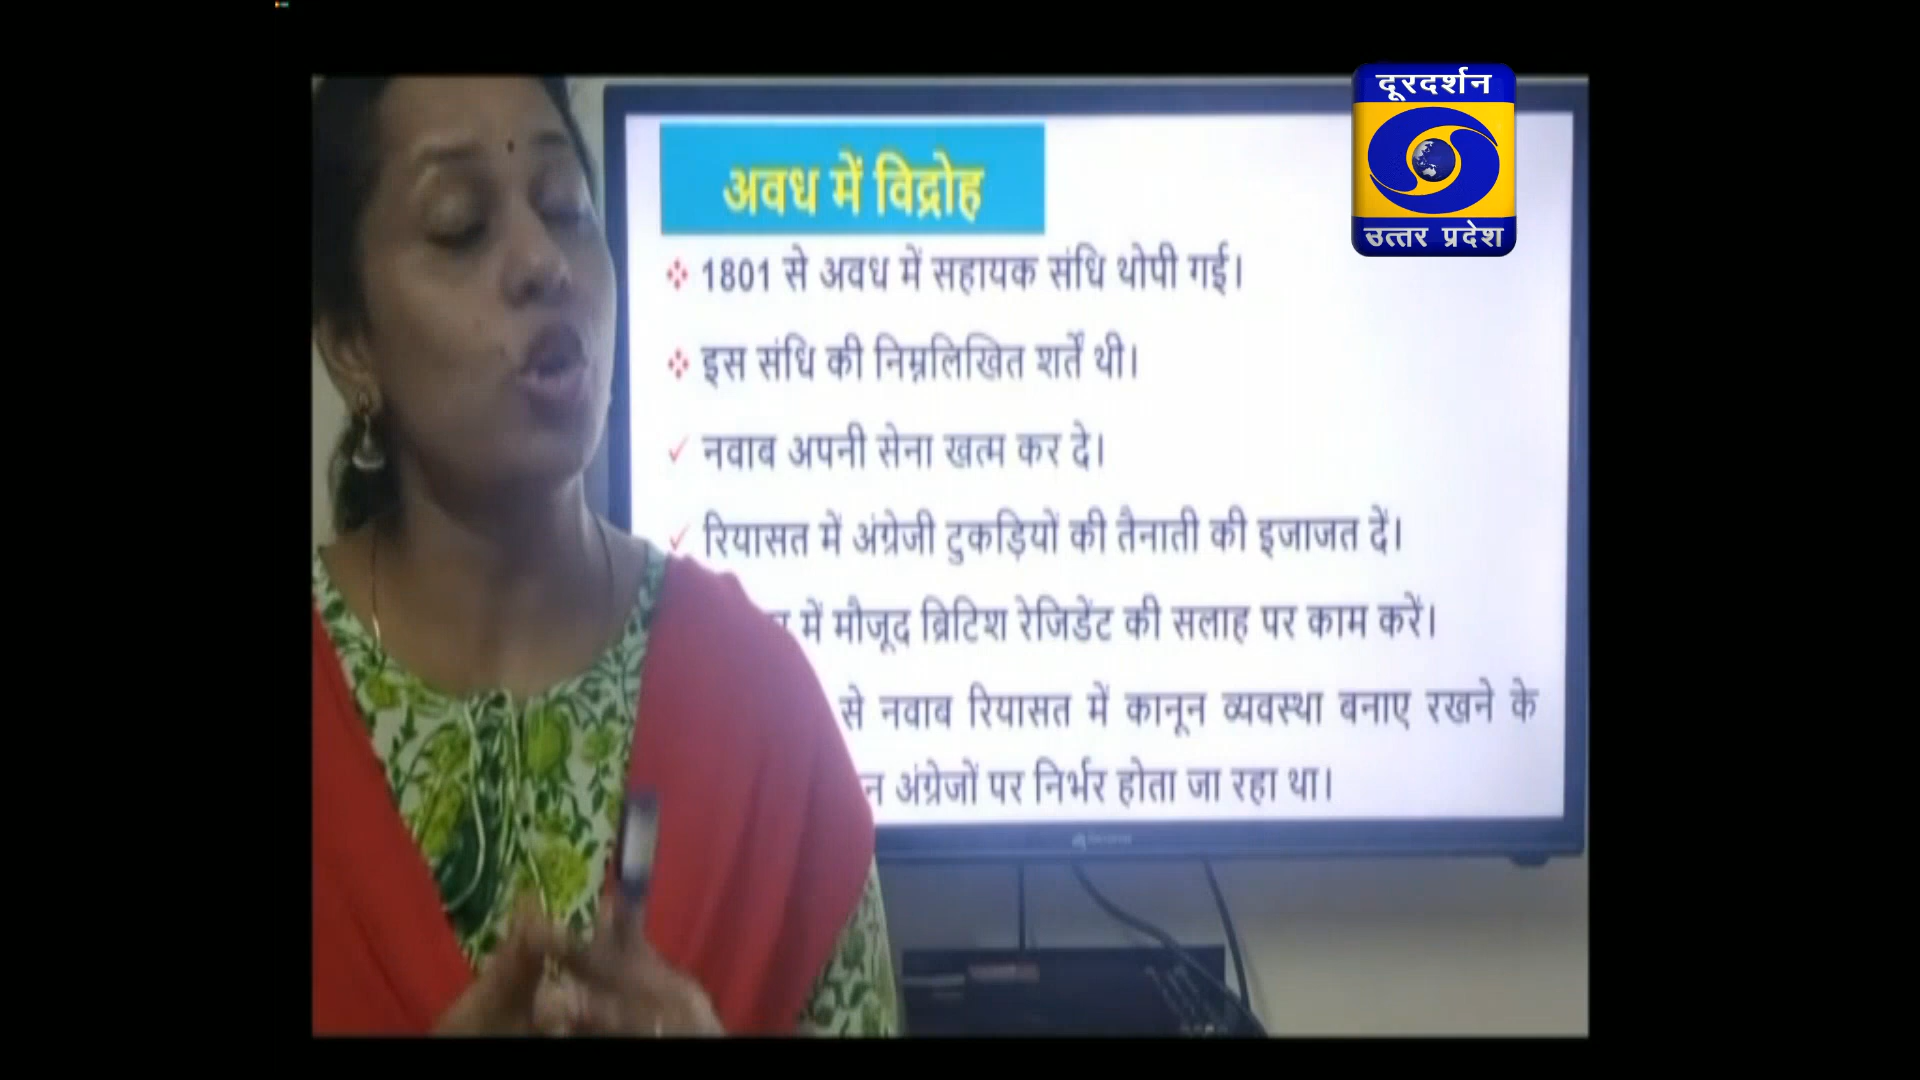 दूरदर्शन
उत्तर प्रदेश
अवध में विद्रोह
1801 से अवध में सहायक संधि थोपी गई।
इस संधि की निम्नलिखित शर्तें थी।
नवाब अपनी सेना खत्म कर दे।
रियासत में अंग्रेजी टुकड़ियों की तैनाती की इजाजत दें।
में मौजूद ब्रिटिश रेजिडेंट की सलाह पर काम करें।
से नवाब रियासत में कानून व्यवस्था बनाए रखने के
अंग्रेजों पर निर्भर होता जा रहा था।